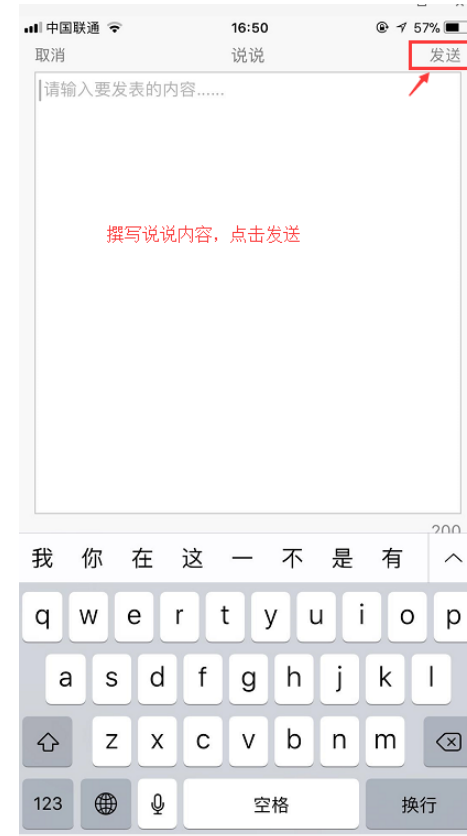 中国联通 16:50 57%
取消 说说 发送
请输入要发表的内容......
撰写说说内容，点击发送
200
我 你 在 这 一 不 是 有
q w e r t y u i o p
a s d f g h j k l
z x c v b n m
123 空格 换行